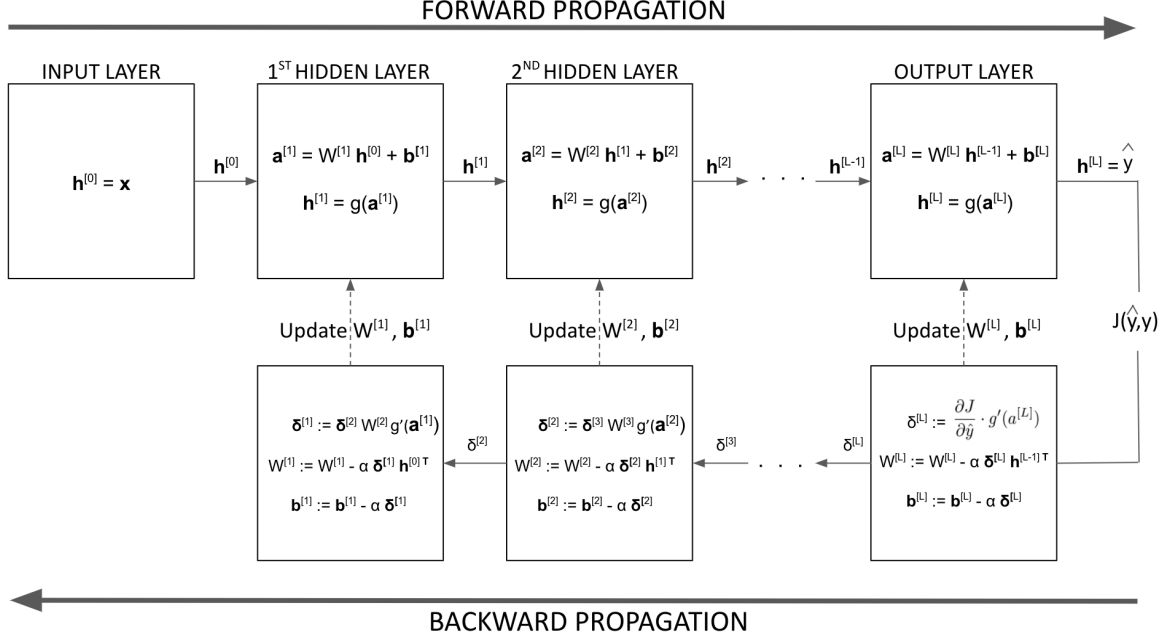 FORWARD PROPAGATION
INPUT LAYER
1ST HIDDEN LAYER
2ND HIDDEN LAYER
OUTPUT LAYER
h[0] = x
h[0]
a[1] = W[1] h[0] + b[1]
h[1] = g(a[1])
h[1]
a[2] = W[2] h[1] + b[2]
h[2] = g(a[2])
h[2]
. . .
h[L-1]
a[L] = W[L] h[L-1] + b[L]
h[L] = g(a[L])
h[L] = ŷ
J(ŷ,y)
Update W[1] , b[1]
Update W[2] , b[2]
Update W[L] , b[L]
δ[1] := δ[2] W[2] g'(a[1])
W[1] := W[1] - α δ[1] h[0] T
b[1] := b[1] - α δ[1]
δ[2]
δ[2] := δ[3] W[3] g'(a[2])
W[2] := W[2] - α δ[2] h[1] T
b[2] := b[2] - α δ[2]
δ[3]
. . .
δ[L]
δ[L] := ∂J/∂ŷ · g′(a[L])
W[L] := W[L] - α δ[L] h[L-1] T
b[L] := b[L] - α δ[L]
BACKWARD PROPAGATION